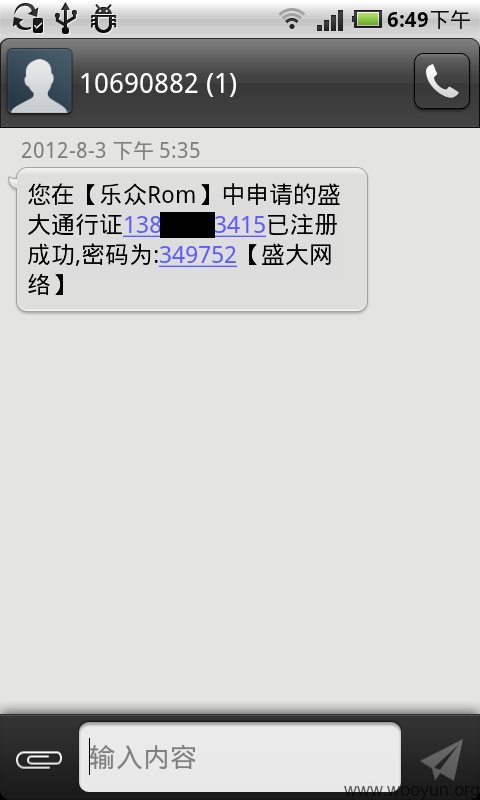 6:49下午
10690882 (1)
2012-8-3 下午 5:35
您在【乐众Rom】中申请的盛
大通行证138 3415已注册
成功,密码为:349752【盛大网
络】
输入内容
www.wooyun.org